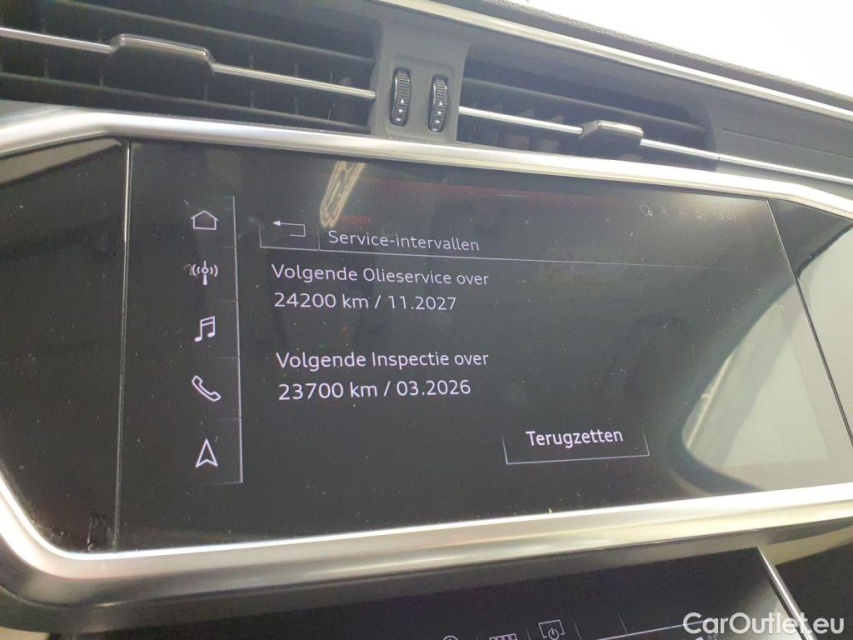 Service-intervallen
Volgende Olieservice over
24200 km / 11.2027
Volgende Inspectie over
23700 km / 03.2026
Terugzetten
CarOutlet.eu